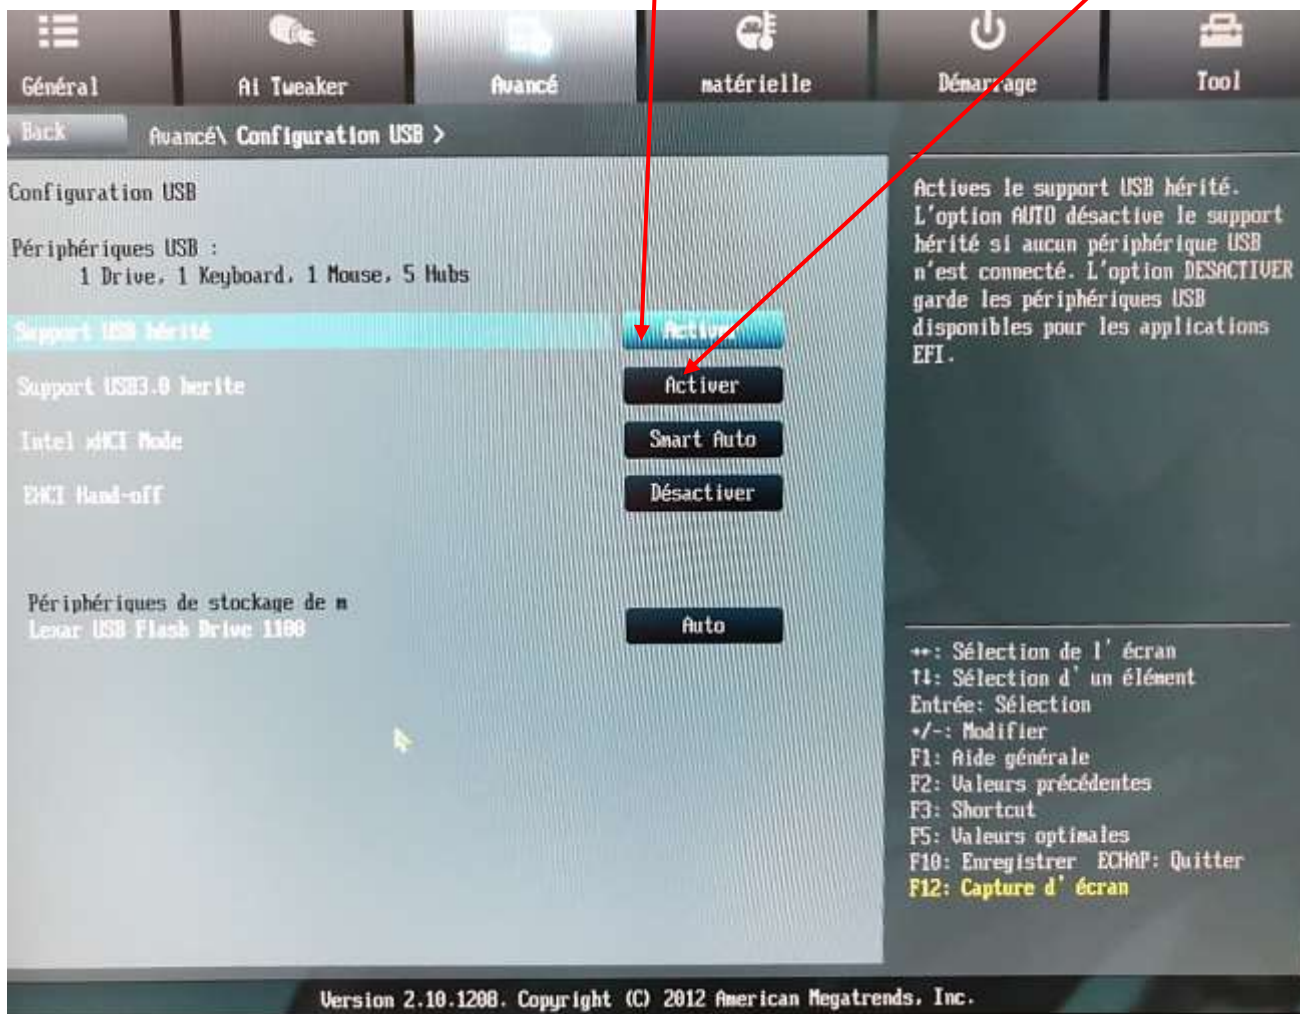 Général
Ai Tweaker
Avancé
matérielle
Démarrage
Tool
Back
Avancé\ Configuration USB >
Configuration USB
Périphériques USB :
1 Drive, 1 Keyboard, 1 Mouse, 5 Hubs
Support USB hérité
Activer
Support USB3.0 herite
Activer
Intel xHCI Mode
Smart Auto
EHCI Hand-off
Désactiver
Périphériques de stockage de m
Lexar USB Flash Drive 1100
Auto
Actives le support USB hérité.
L'option AUTO désactive le support
hérité si aucun périphérique USB
n'est connecté. L'option DESACTIVER
garde les périphériques USB
disponibles pour les applications
EFI.
→←: Sélection de l' écran
↑↓: Sélection d' un élément
Entrée: Sélection
+/-: Modifier
F1: Aide générale
F2: Valeurs précédentes
F3: Shortcut
F5: Valeurs optimales
F10: Enregistrer ECHAP: Quitter
F12: Capture d' écran
Version 2.10.1208. Copyright (C) 2012 American Megatrends, Inc.